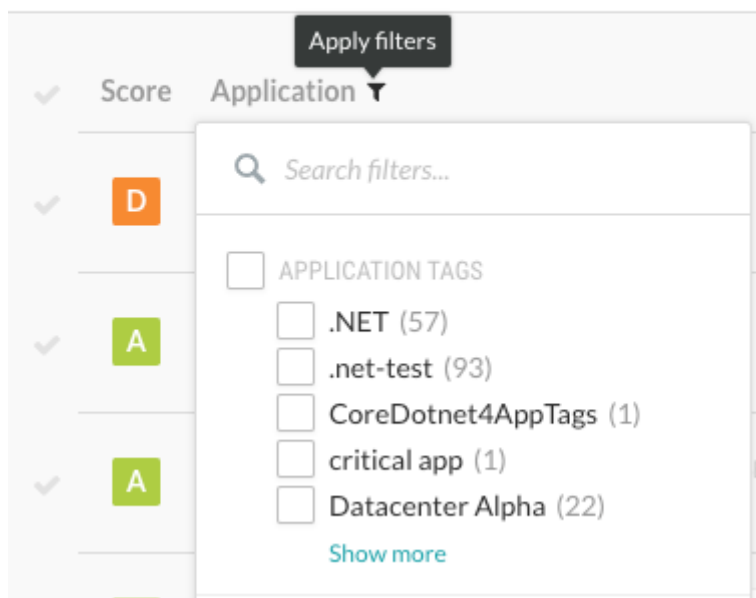 Apply filters
Score Application
Search filters...
D
APPLICATION TAGS
.NET (57)
.net-test (93)
A
CoreDotnet4AppTags (1)
critical app (1)
A
Datacenter Alpha (22)
Show more